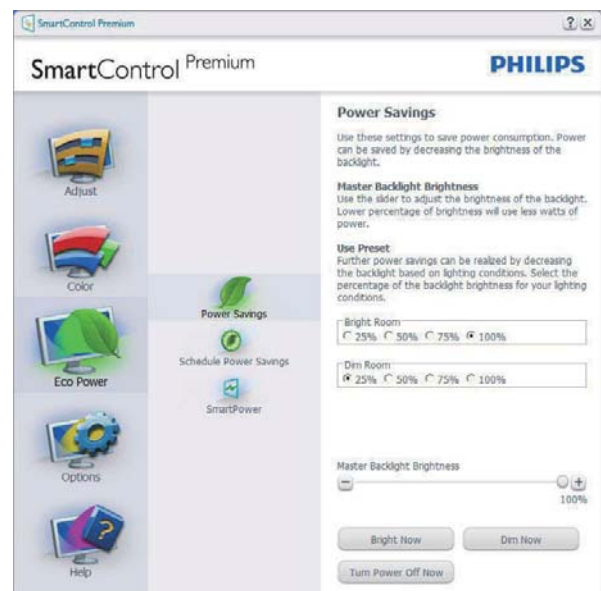 SmartControl Premium
? x
SmartControl Premium
PHILIPS
Adjust
Color
Eco Power
Options
Help
Power Savings
Schedule Power Savings
SmartPower
Power Savings
Use these settings to save power consumption. Power
can be saved by decreasing the brightness of the
backlight.
Master Backlight Brightness
Use the slider to adjust the brightness of the backlight.
Lower percentage of brightness will use less watts of
power.
Use Preset
Further power savings can be realized by decreasing
the backlight based on lighting conditions. Select the
percentage of the backlight brightness for your lighting
conditions.
Bright Room
25% 50% 75% 100%
Dim Room
25% 50% 75% 100%
Master Backlight Brightness
100%
Bright Now Dim Now
Turn Power Off Now